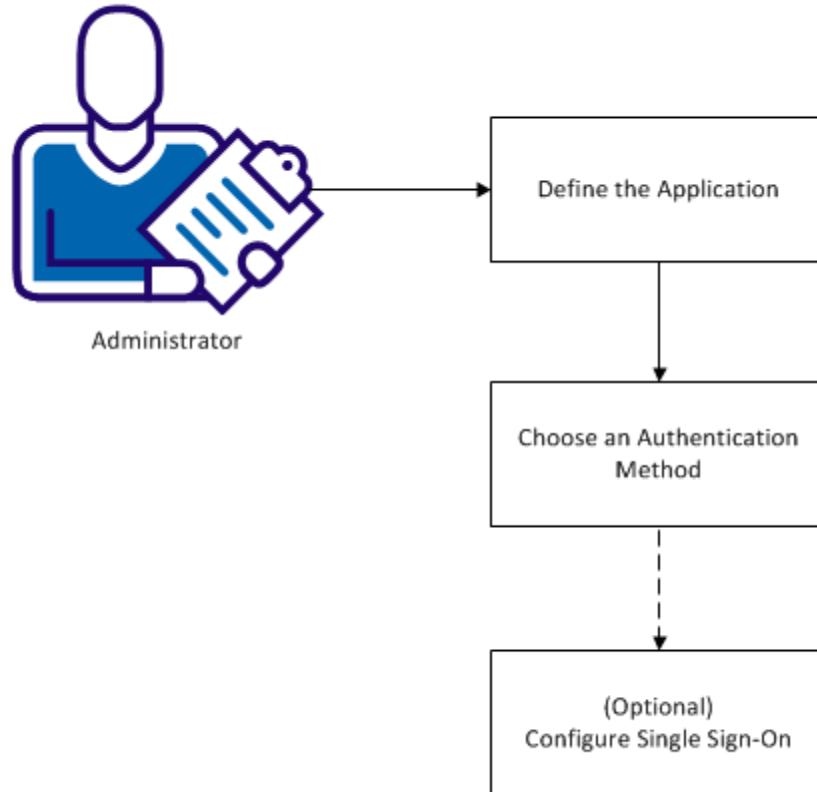 Define the Application
Administrator
Choose an Authentication
Method
(Optional)
Configure Single Sign-On